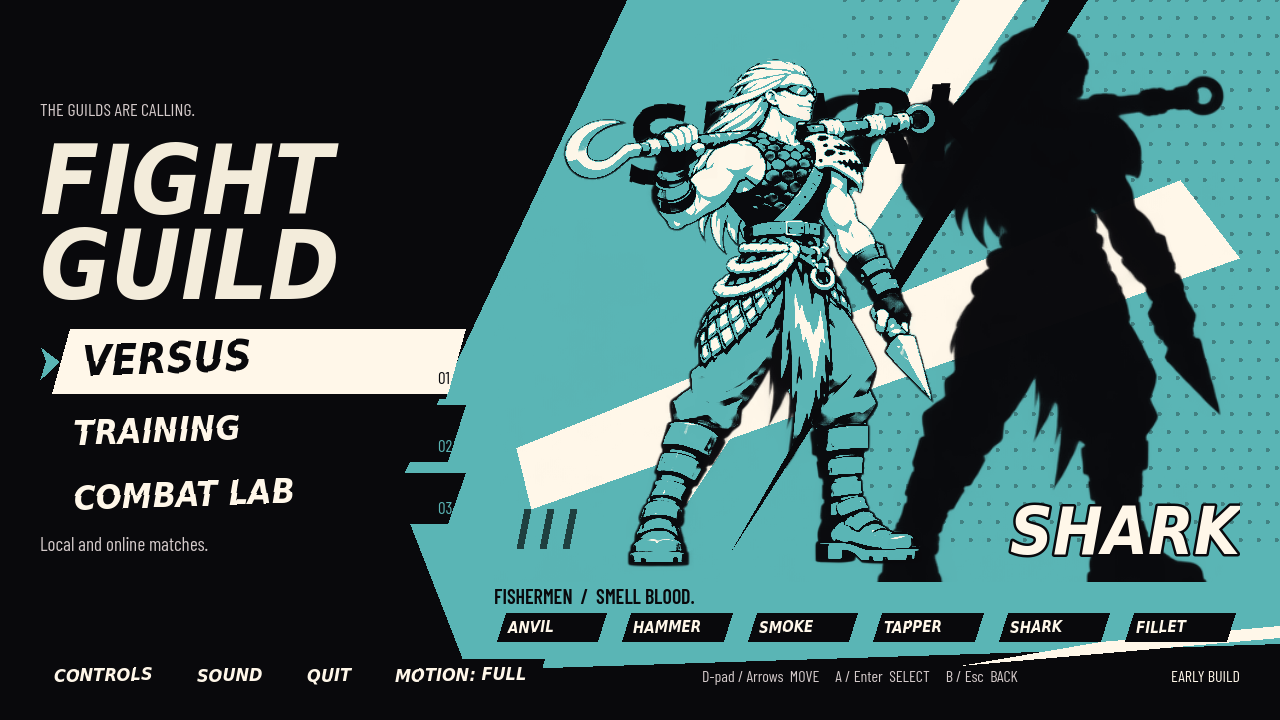 THE GUILDS ARE CALLING.
FIGHT
GUILD
VERSUS
01
TRAINING
02
COMBAT LAB
03
Local and online matches.
SHARK
FISHERMEN / SMELL BLOOD.
ANVIL HAMMER SMOKE TAPPER SHARK FILLET
CONTROLS SOUND QUIT MOTION: FULL
D-pad / Arrows MOVE A / Enter SELECT B / Esc BACK
EARLY BUILD